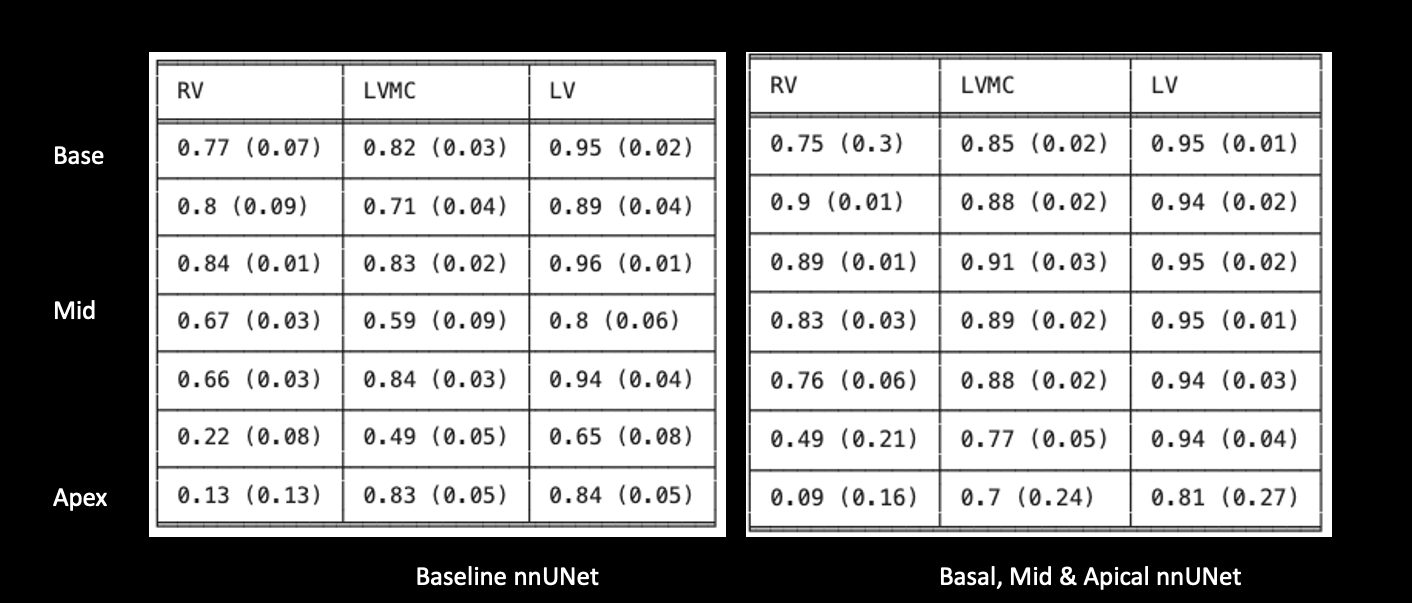 RV LVMC LV
Base 0.77 (0.07) 0.82 (0.03) 0.95 (0.02)
0.8 (0.09) 0.71 (0.04) 0.89 (0.04)
0.84 (0.01) 0.83 (0.02) 0.96 (0.01)
Mid 0.67 (0.03) 0.59 (0.09) 0.8 (0.06)
0.66 (0.03) 0.84 (0.03) 0.94 (0.04)
0.22 (0.08) 0.49 (0.05) 0.65 (0.08)
Apex 0.13 (0.13) 0.83 (0.05) 0.84 (0.05)
Baseline nnUNet
RV LVMC LV
0.75 (0.3) 0.85 (0.02) 0.95 (0.01)
0.9 (0.01) 0.88 (0.02) 0.94 (0.02)
0.89 (0.01) 0.91 (0.03) 0.95 (0.02)
0.83 (0.03) 0.89 (0.02) 0.95 (0.01)
0.76 (0.06) 0.88 (0.02) 0.94 (0.03)
0.49 (0.21) 0.77 (0.05) 0.94 (0.04)
0.09 (0.16) 0.7 (0.24) 0.81 (0.27)
Basal, Mid & Apical nnUNet